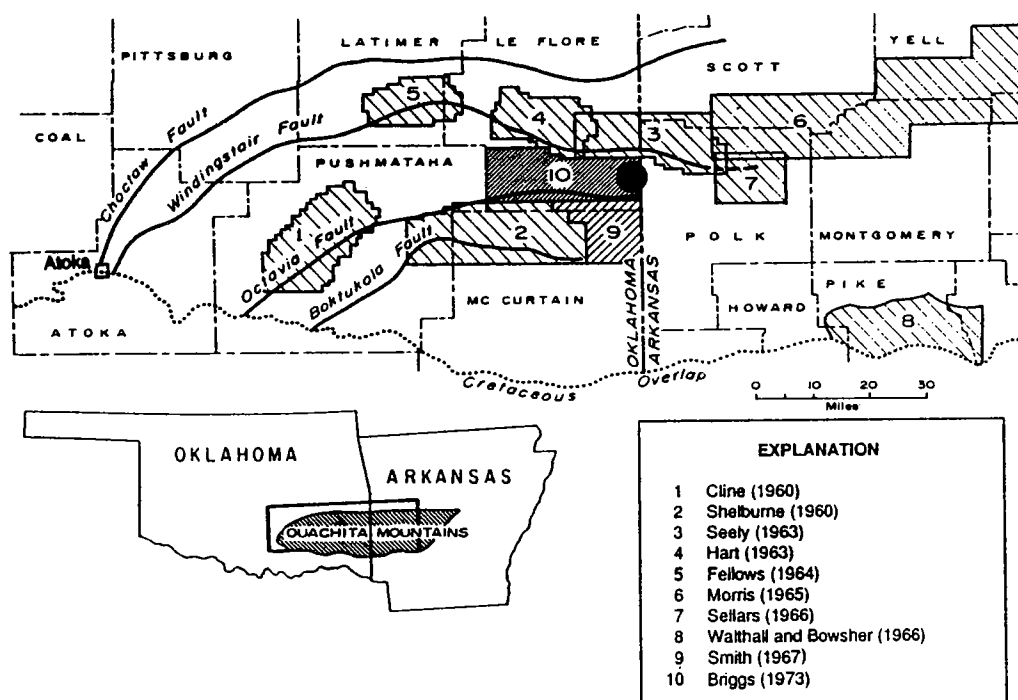 PITTSBURG
LATIMER
LE FLORE
SCOTT
YELL
COAL
Choctaw Fault
Windingstair Fault
5
4
3
6
PUSHMATAHA
10
7
1
Octavia Fault
Boktukola Fault
2
9
POLK
MONTGOMERY
Atoka
ATOKA
MC CURTAIN
OKLAHOMA
ARKANSAS
HOWARD
PIKE
8
Cretaceous Overlap
0 10 20 30
Miles
OKLAHOMA
ARKANSAS
OUACHITA MOUNTAINS
EXPLANATION
1 Cline (1960)
2 Shelburne (1960)
3 Seely (1963)
4 Hart (1963)
5 Fellows (1964)
6 Morris (1965)
7 Sellars (1966)
8 Walthall and Bowsher (1966)
9 Smith (1967)
10 Briggs (1973)